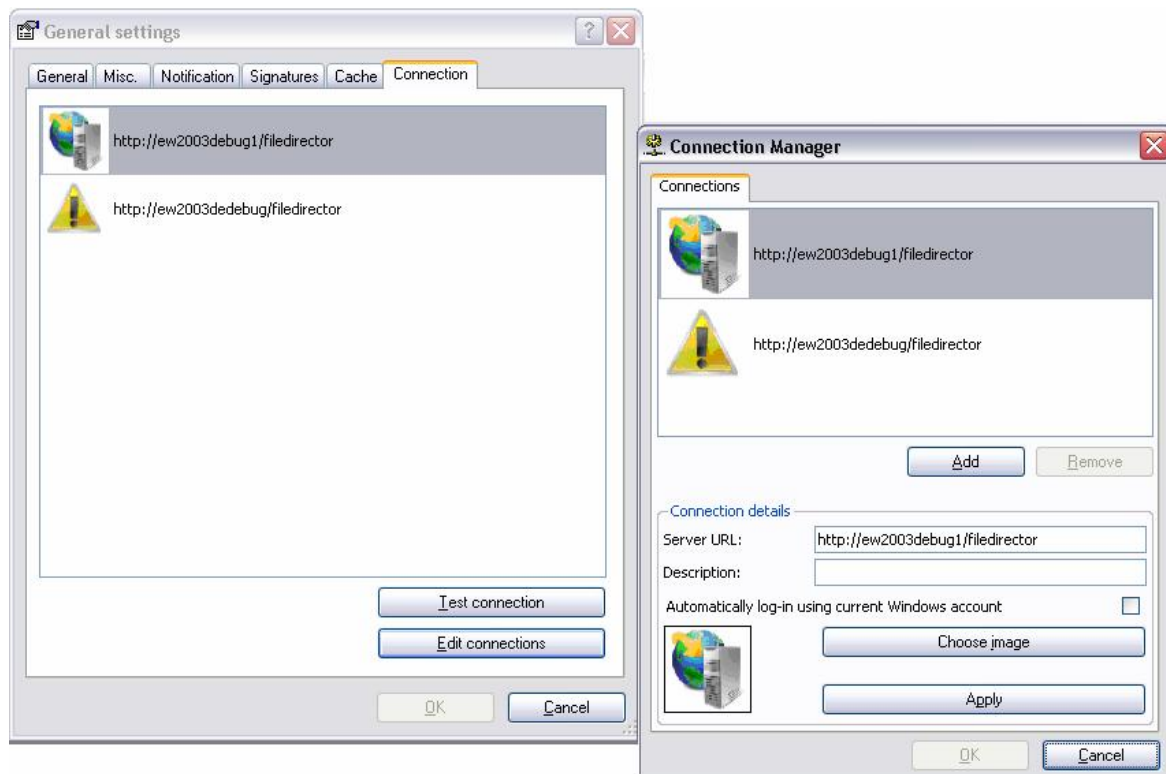 General settings
General
Misc.
Notification
Signatures
Cache
Connection
http://ew2003debug1/filedirector
http://ew2003dedebug/filedirector
Test connection
Edit connections
OK
Cancel
Connection Manager
Connections
http://ew2003debug1/filedirector
http://ew2003dedebug/filedirector
Add
Remove
Connection details
Server URL:
http://ew2003debug1/filedirector
Description:
Automatically log-in using current Windows account
Choose image
Apply
OK
Cancel